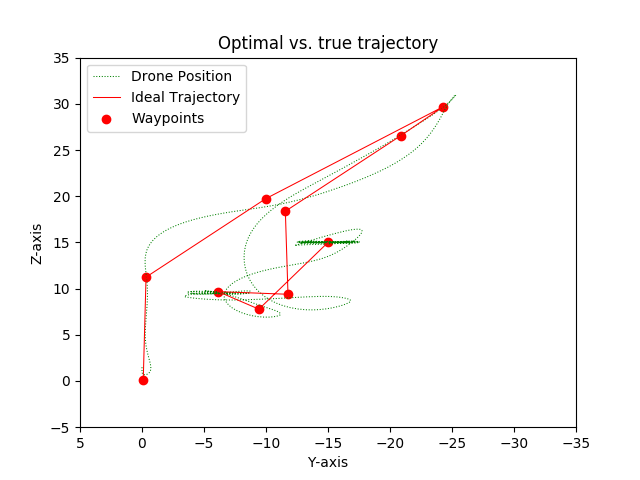 Optimal vs. true trajectory
Drone Position
Ideal Trajectory
Waypoints
35
30
25
20
15
10
5
0
−5
Z-axis
5 0 −5 −10 −15 −20 −25 −30 −35
Y-axis